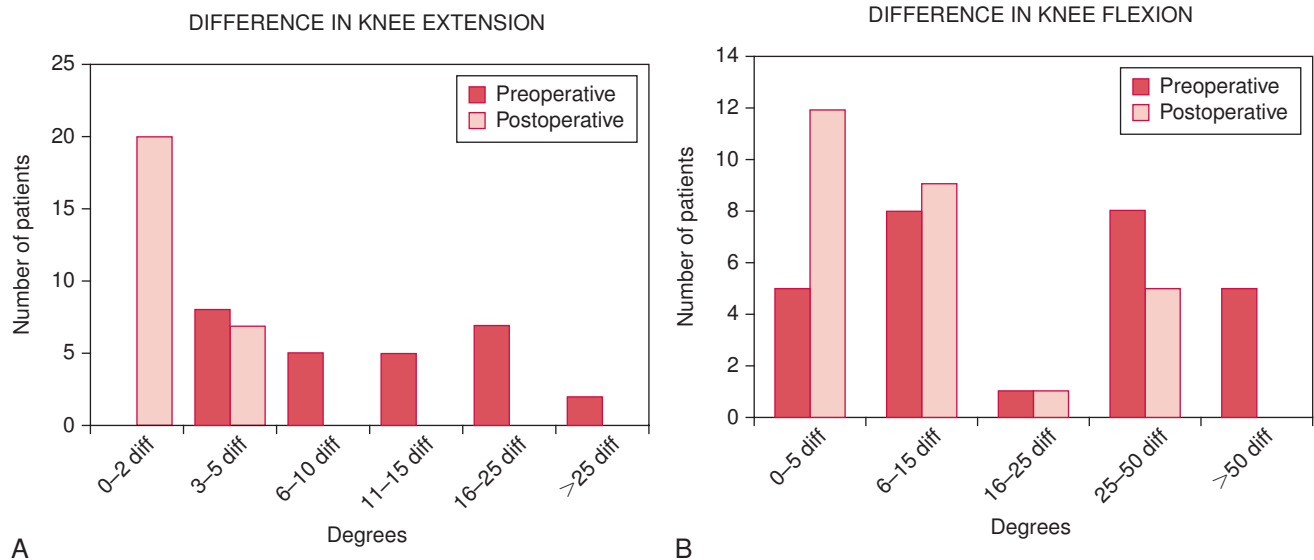 DIFFERENCE IN KNEE EXTENSION
25
20
15
10
5
0
Number of patients
Preoperative
Postoperative
0–2 diff
3–5 diff
6–10 diff
11–15 diff
16–25 diff
>25 diff
Degrees
A
DIFFERENCE IN KNEE FLEXION
14
12
10
8
6
4
2
0
Number of patients
Preoperative
Postoperative
0–5 diff
6–15 diff
16–25 diff
25–50 diff
>50 diff
Degrees
B